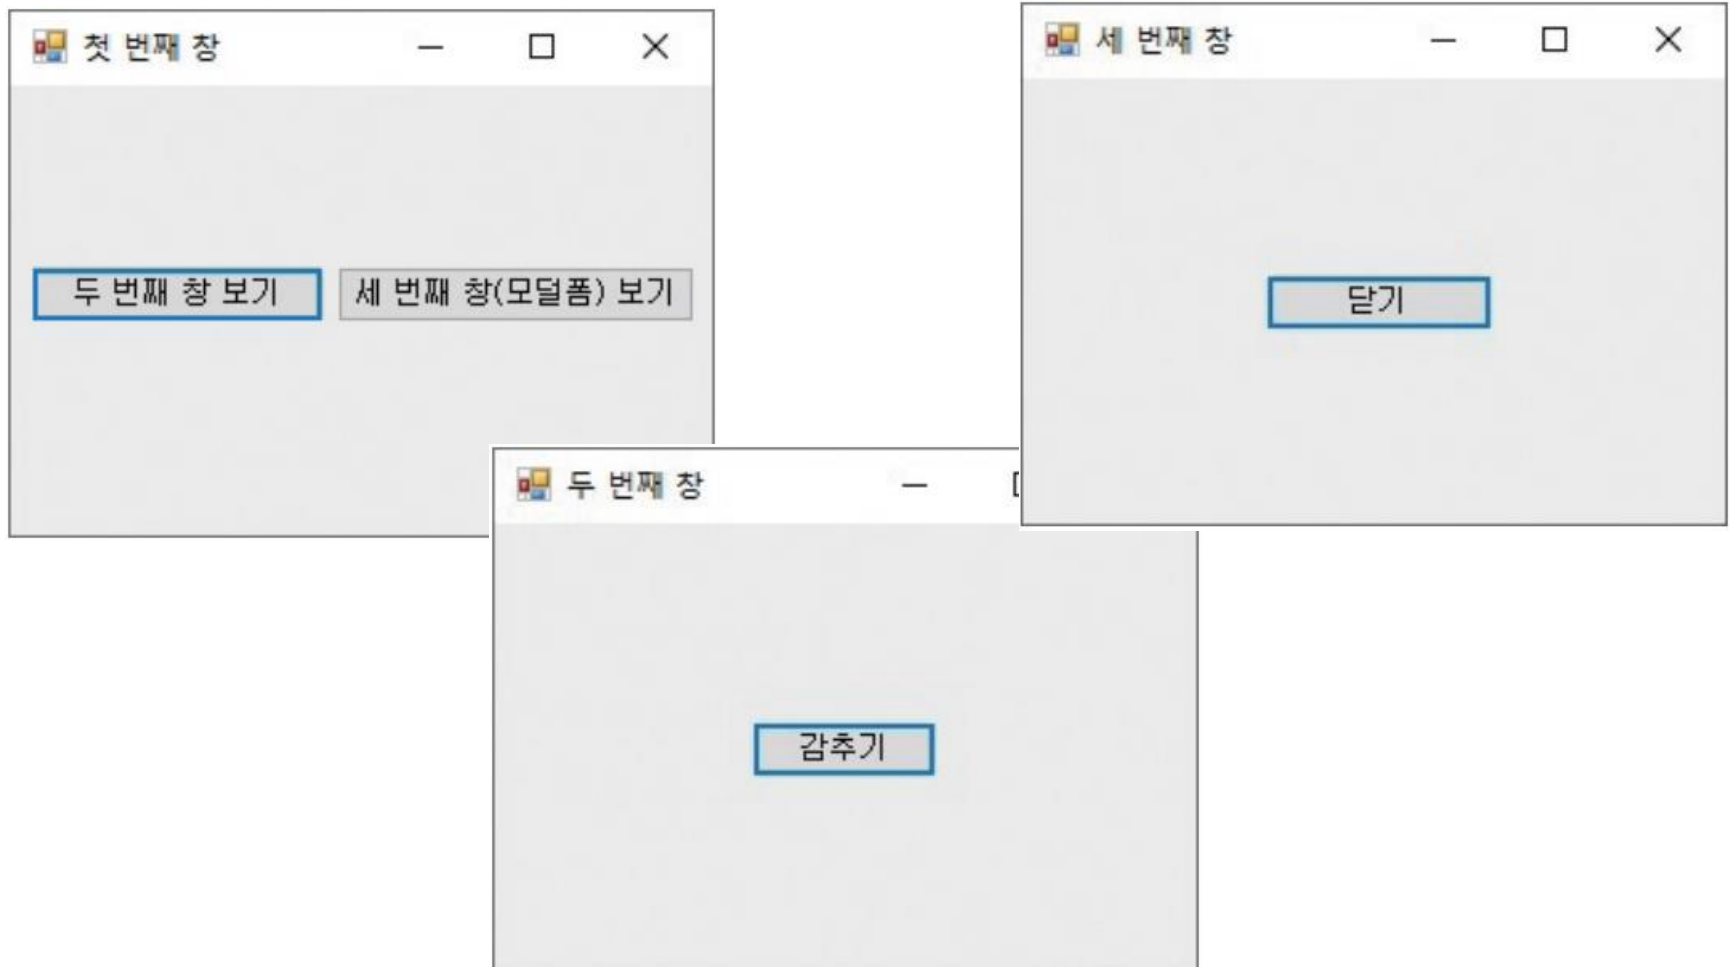 첫 번째 창
두 번째 창 보기
세 번째 창(모덜폼) 보기
세 번째 창
닫기
두 번째 창
감추기